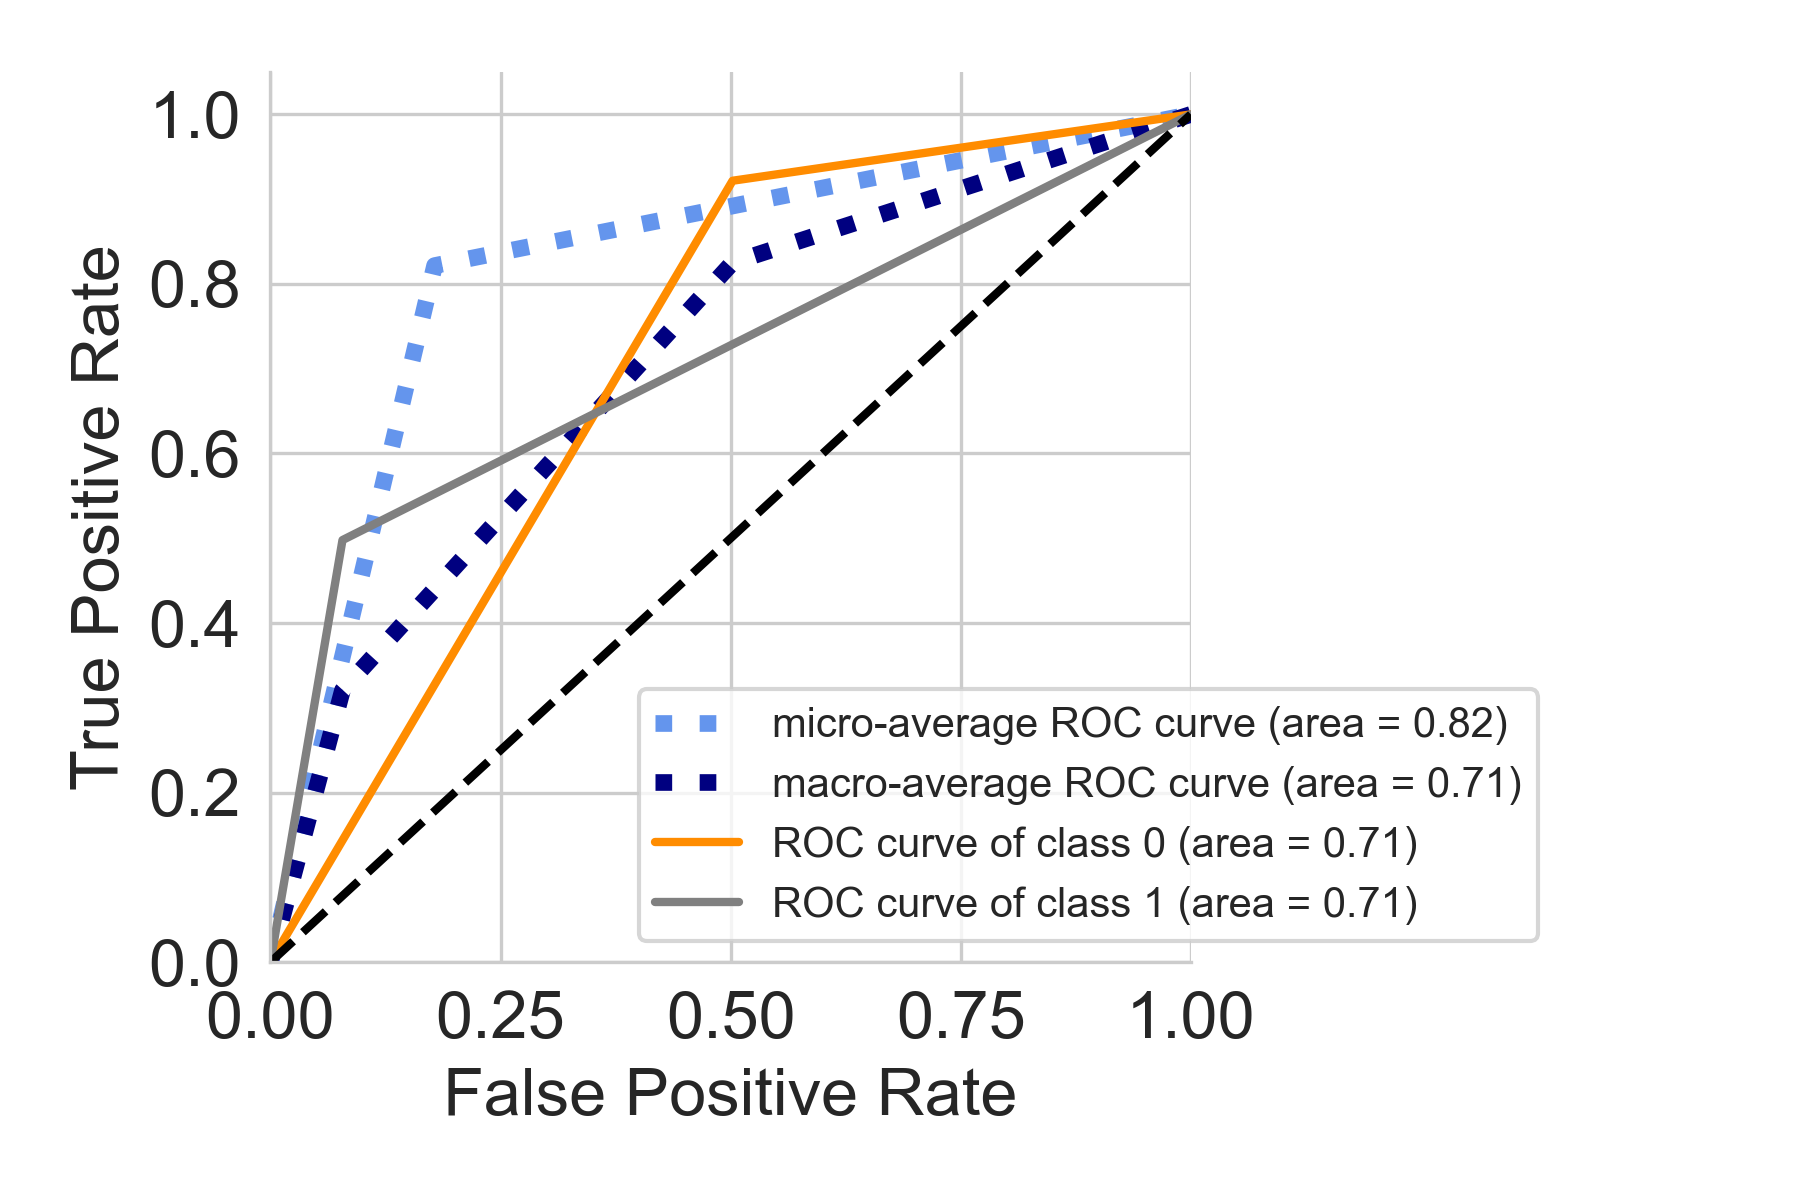 True Positive Rate
1.0
0.8
0.6
0.4
0.2
0.0
micro-average ROC curve (area = 0.82)
macro-average ROC curve (area = 0.71)
ROC curve of class 0 (area = 0.71)
ROC curve of class 1 (area = 0.71)
0.00 0.25 0.50 0.75 1.00
False Positive Rate